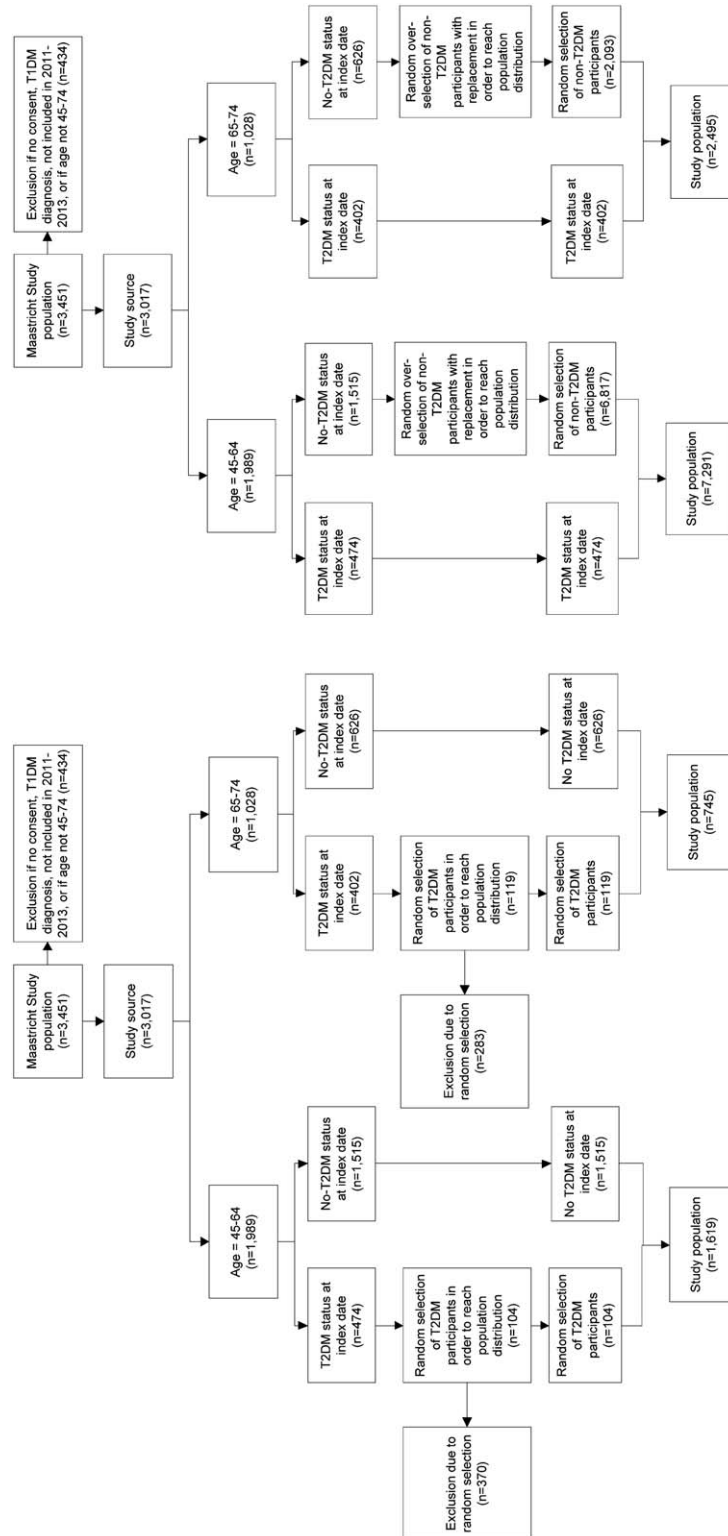 Maastricht Study
population
(n=3,451)
Exclusion if no consent, T1DM
diagnosis, not included in 2011-
2013, or if age not 45-74 (n=434)
Study source
(n=3,017)
Age = 45-64
(n=1,989)
Age = 65-74
(n=1,028)
T2DM status at
index date
(n=474)
No-T2DM status
at index date
(n=1,515)
T2DM status at
index date
(n=402)
No-T2DM status
at index date
(n=626)
Exclusion due to
random selection
(n=370)
Random selection
of T2DM
participants in
order to reach
population
distribution
(n=104)
Exclusion due to
random selection
(n=283)
Random selection
of T2DM
participants in
order to reach
population
distribution
(n=119)
Random selection
of T2DM
participants
(n=104)
No T2DM status at
index date
(n=1,515)
Random selection
of T2DM
participants
(n=119)
No T2DM status at
index date
(n=626)
Study population
(n=1,619)
Study population
(n=745)
Maastricht Study
population
(n=3,451)
Exclusion if no consent, T1DM
diagnosis, not included in 2011-
2013, or if age not 45-74 (n=434)
Study source
(n=3,017)
Age = 45-64
(n=1,989)
Age = 65-74
(n=1,028)
T2DM status at
index date
(n=474)
No-T2DM status
at index date
(n=1,515)
T2DM status at
index date
(n=402)
No-T2DM status
at index date
(n=626)
Random over-
selection of non-
T2DM
participants with
replacement in
order to reach
population
distribution
Random over-
selection of non-
T2DM
participants with
replacement in
order to reach
population
distribution
T2DM status at
index date
(n=474)
Random selection
of non-T2DM
participants
(n=6,817)
T2DM status at
index date
(n=402)
Random selection
of non-T2DM
participants
(n=2,093)
Study population
(n=7,291)
Study population
(n=2,495)